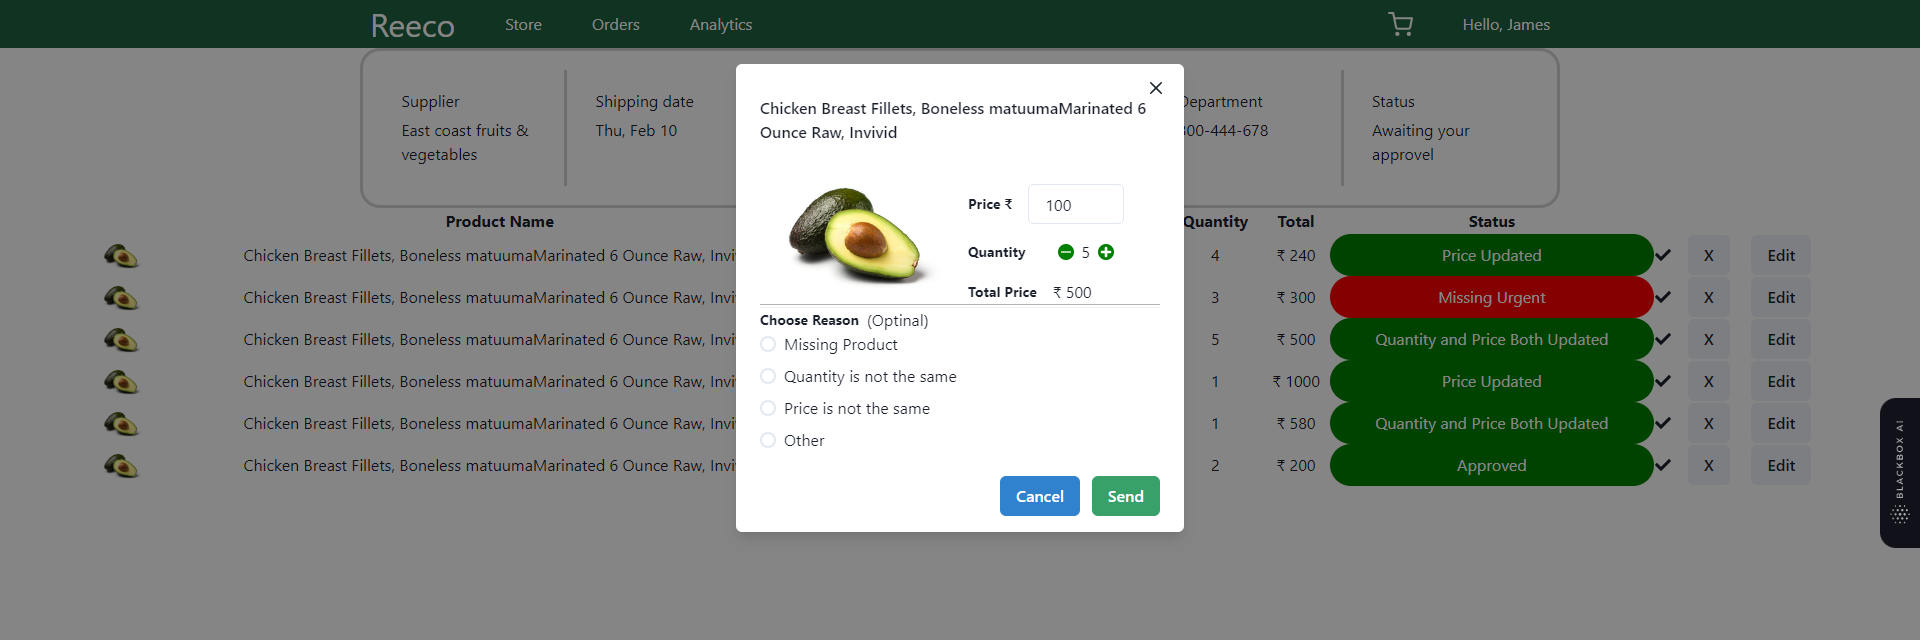 Reeco Store Orders Analytics Hello, James
Supplier Shipping date Department Status
East coast fruits & Thu, Feb 10 300-444-678 Awaiting your
vegetables approvel
Chicken Breast Fillets, Boneless matuumaMarinated 6
Ounce Raw, Invivid
Price ₹ 100
Quantity 5
Total Price ₹ 500
Choose Reason (Optinal)
Missing Product
Quantity is not the same
Price is not the same
Other
Cancel Send
Product Name Quantity Total Status
Chicken Breast Fillets, Boneless matuumaMarinated 6 Ounce Raw, Invi 4 ₹ 240 Price Updated X Edit
Chicken Breast Fillets, Boneless matuumaMarinated 6 Ounce Raw, Invi 3 ₹ 300 Missing Urgent X Edit
Chicken Breast Fillets, Boneless matuumaMarinated 6 Ounce Raw, Invi 5 ₹ 500 Quantity and Price Both Updated X Edit
Chicken Breast Fillets, Boneless matuumaMarinated 6 Ounce Raw, Invi 1 ₹ 1000 Price Updated X Edit
Chicken Breast Fillets, Boneless matuumaMarinated 6 Ounce Raw, Invi 1 ₹ 580 Quantity and Price Both Updated X Edit
Chicken Breast Fillets, Boneless matuumaMarinated 6 Ounce Raw, Invi 2 ₹ 200 Approved X Edit
BLACKBOX AI